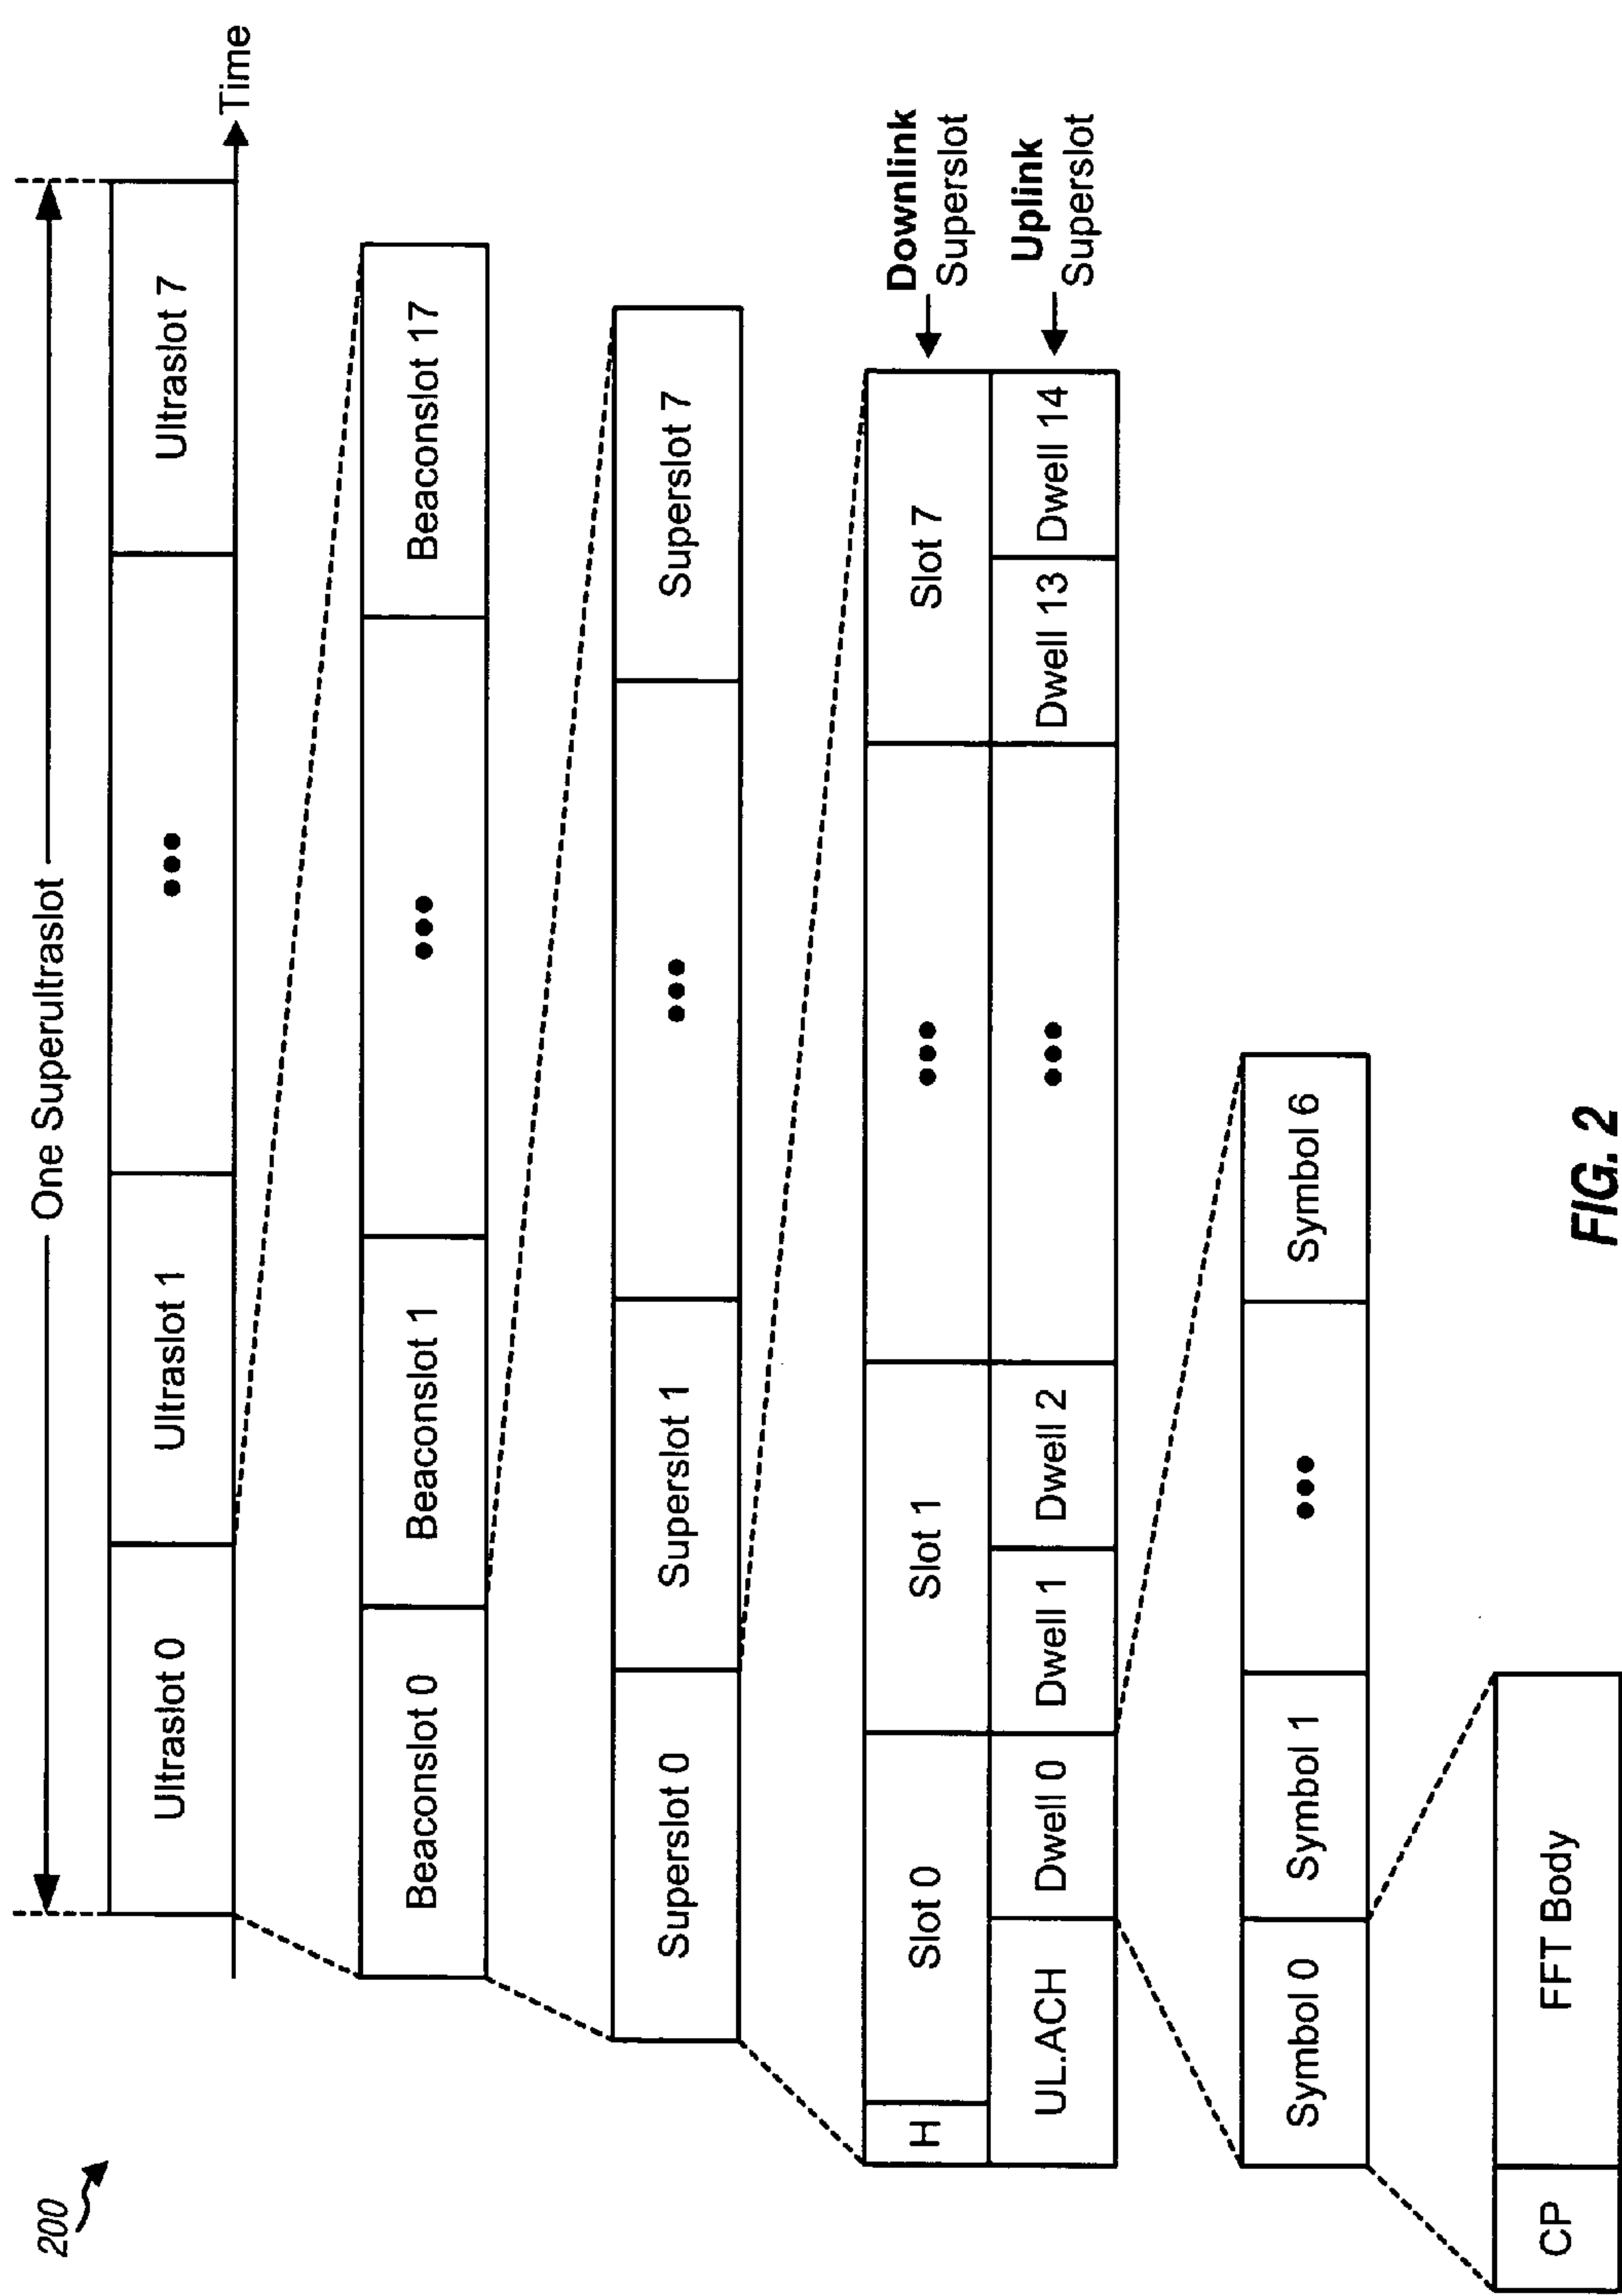 200
One Superultraslot
Ultraslot 0 Ultraslot 1 ••• Ultraslot 7
Time
Beaconslot 0 Beaconslot 1 ••• Beaconslot 17
Superslot 0 Superslot 1 ••• Superslot 7
H Slot 0 Slot 1 ••• Slot 7
Downlink
Superslot
UL.ACH Dwell 0 Dwell 1 Dwell 2 ••• Dwell 13 Dwell 14
Uplink
Superslot
Symbol 0 Symbol 1 ••• Symbol 6
CP FFT Body
FIG. 2